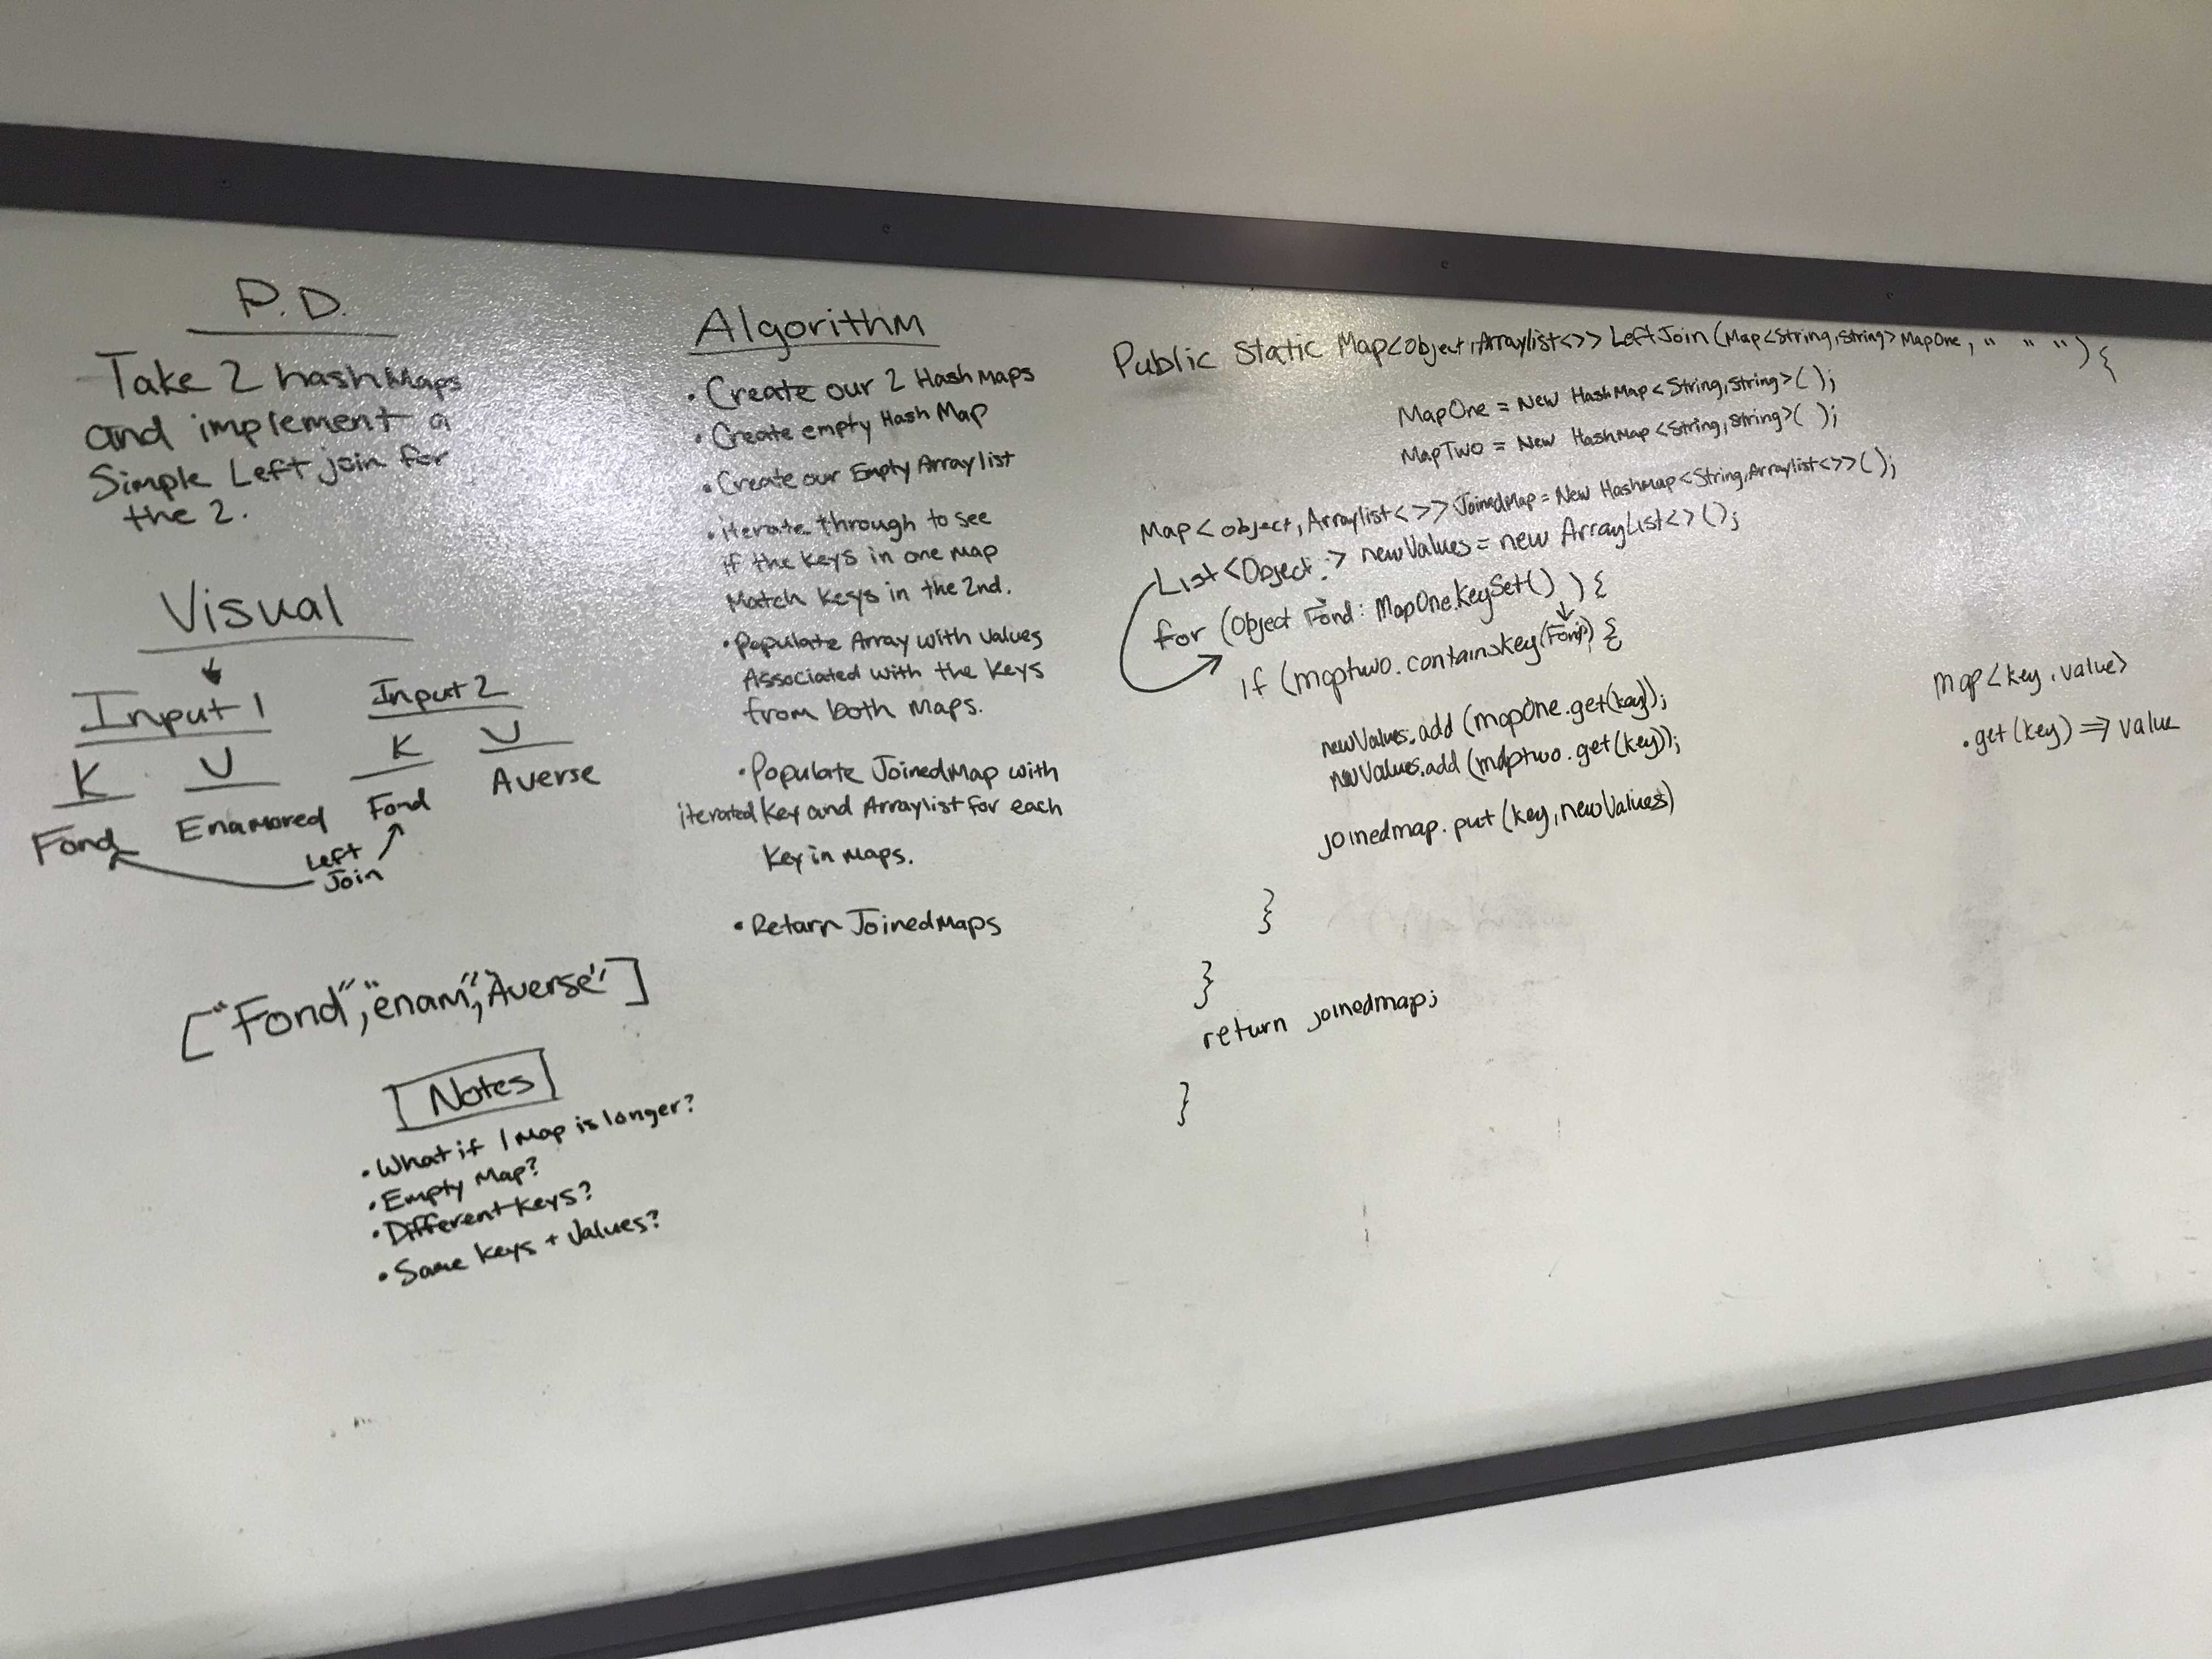 P.D.
Take 2 hashMaps
and implement a
Simple Left join for
the 2.
Visual
Input 1
K V
Fond Enamored
Input 2
K V
Fond Averse
Left
Join
["Fond","enam","Averse"]
Notes
• What if 1 Map is longer?
• Empty Map?
• Different keys?
• Same keys + Values?
Algorithm
• Create our 2 HashMaps
• Create empty Hash Map
• Create our Empty Arraylist
• iterate through to see
if the keys in one map
Match keys in the 2nd.
• Populate Array with values
Associated with the keys
from both maps.
• Populate JoinedMap with
iterated key and Arraylist for each
key in maps.
• Return JoinedMaps
Public Static Map<object,Arraylist<>> LeftJoin (Map<String,String> MapOne, " " ") {
MapOne = New HashMap<String,String>();
MapTwo = New HashMap<String,String>();
Map<object,Arraylist<>> JoinedMap = New HashMap<String,Arraylist<>>();
List<Object> newValues = new ArrayList<>();
for (Object Fond : MapOne.KeySet() ) {
if (maptwo.containskey(Fond)) {
newValues.add (mapOne.get(key));
newValues.add (maptwo.get(key));
joinedmap.put (key,newValues)
}
}
return joinedmap;
}
Map<key,value>
.get(key) ⇒ value